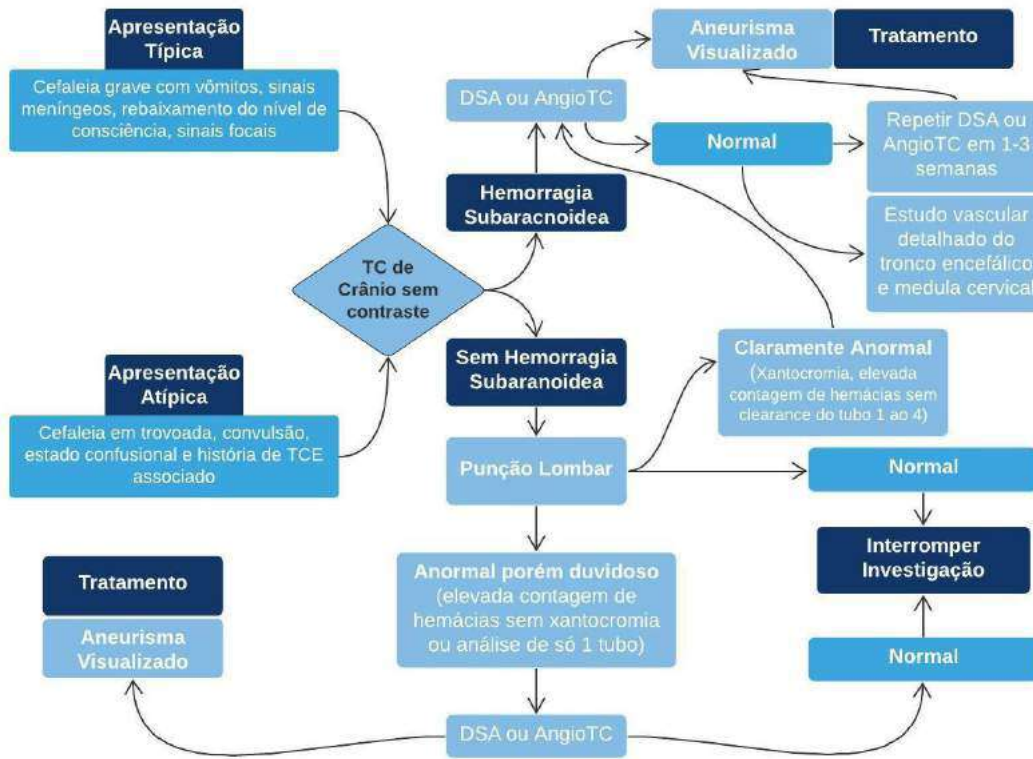 Apresentação
Típica
Cefaleia grave com vômitos, sinais
meníngeos, rebaixamento do nível de
consciência, sinais focais
Aneurisma
Visualizado
Tratamento
DSA ou AngioTC
Normal
Repetir DSA ou
AngioTC em 1-3
semanas
Estudo vascular
detalhado do
tronco encefálico
e medula cervical
Hemorragia
Subaracnoidea
TC de
Crânio sem
contraste
Sem Hemorragia
Subaranoidea
Claramente Anormal
(Xantocromia, elevada
contagem de hemácias sem
clearance do tubo 1 ao 4)
Apresentação
Atípica
Cefaleia em trovoada, convulsão,
estado confusional e história de TCE
associado
Punção Lombar
Normal
Interromper
Investigação
Anormal porém duvidoso
(elevada contagem de
hemácias sem xantocromia
ou análise de só 1 tubo)
Tratamento
Aneurisma
Visualizado
Normal
DSA ou AngioTC